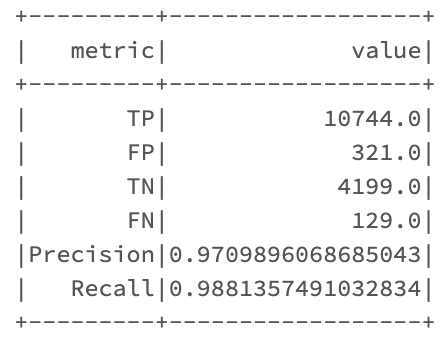 +---------+------------------+
|   metric|             value|
+---------+------------------+
|       TP|           10744.0|
|       FP|             321.0|
|       TN|            4199.0|
|       FN|             129.0|
|Precision|0.9709896068685043|
|   Recall|0.9881357491032834|
+---------+------------------+